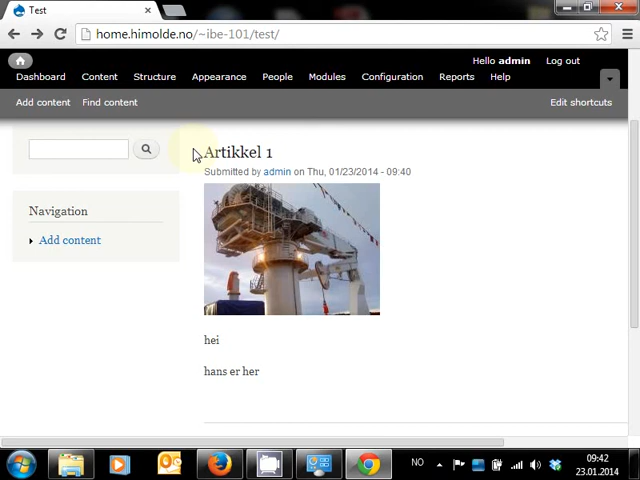 Test
home.himolde.no/~ibe-101/test/
Hello admin Log out
Dashboard Content Structure Appearance People Modules Configuration Reports Help
Add content Find content Edit shortcuts
Artikkel 1
Submitted by admin on Thu, 01/23/2014 - 09:40
Navigation
Add content
hei
hans er her
NO
09:42
23.01.2014